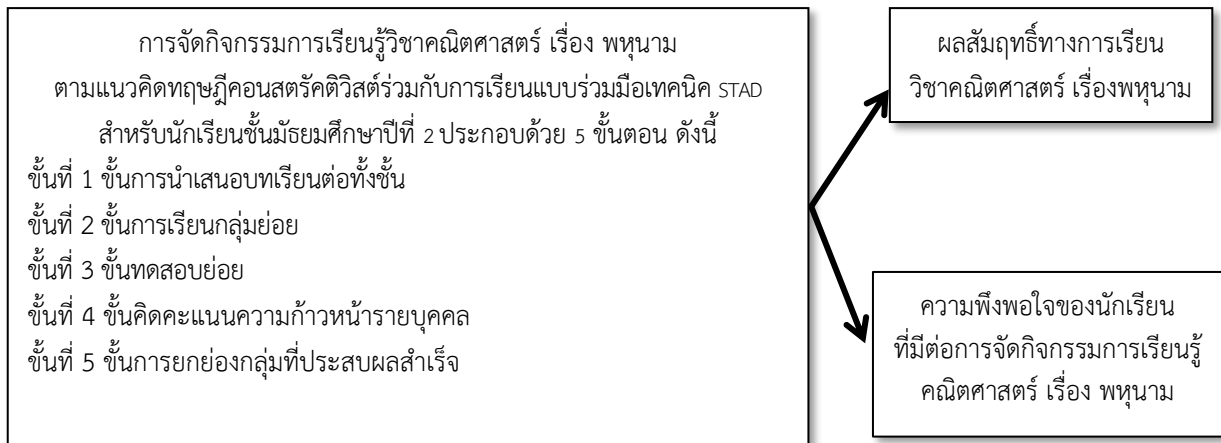 การจัดกิจกรรมการเรียนรู้วิชาคณิตศาสตร์ เรื่อง พหุนาม
ตามแนวคิดทฤษฎีคอนสตรัคติวิสต์ร่วมกับการเรียนแบบร่วมมือเทคนิค STAD
สำหรับนักเรียนชั้นมัธยมศึกษาปีที่ 2 ประกอบด้วย 5 ขั้นตอน ดังนี้
ขั้นที่ 1 ขั้นการนำเสนอบทเรียนต่อทั้งชั้น
ขั้นที่ 2 ขั้นการเรียนกลุ่มย่อย
ขั้นที่ 3 ขั้นทดสอบย่อย
ขั้นที่ 4 ขั้นคิดคะแนนความก้าวหน้ารายบุคคล
ขั้นที่ 5 ขั้นการยกย่องกลุ่มที่ประสบผลสำเร็จ
ผลสัมฤทธิ์ทางการเรียน
วิชาคณิตศาสตร์ เรื่องพหุนาม
ความพึงพอใจของนักเรียน
ที่มีต่อการจัดกิจกรรมการเรียนรู้
คณิตศาสตร์ เรื่อง พหุนาม